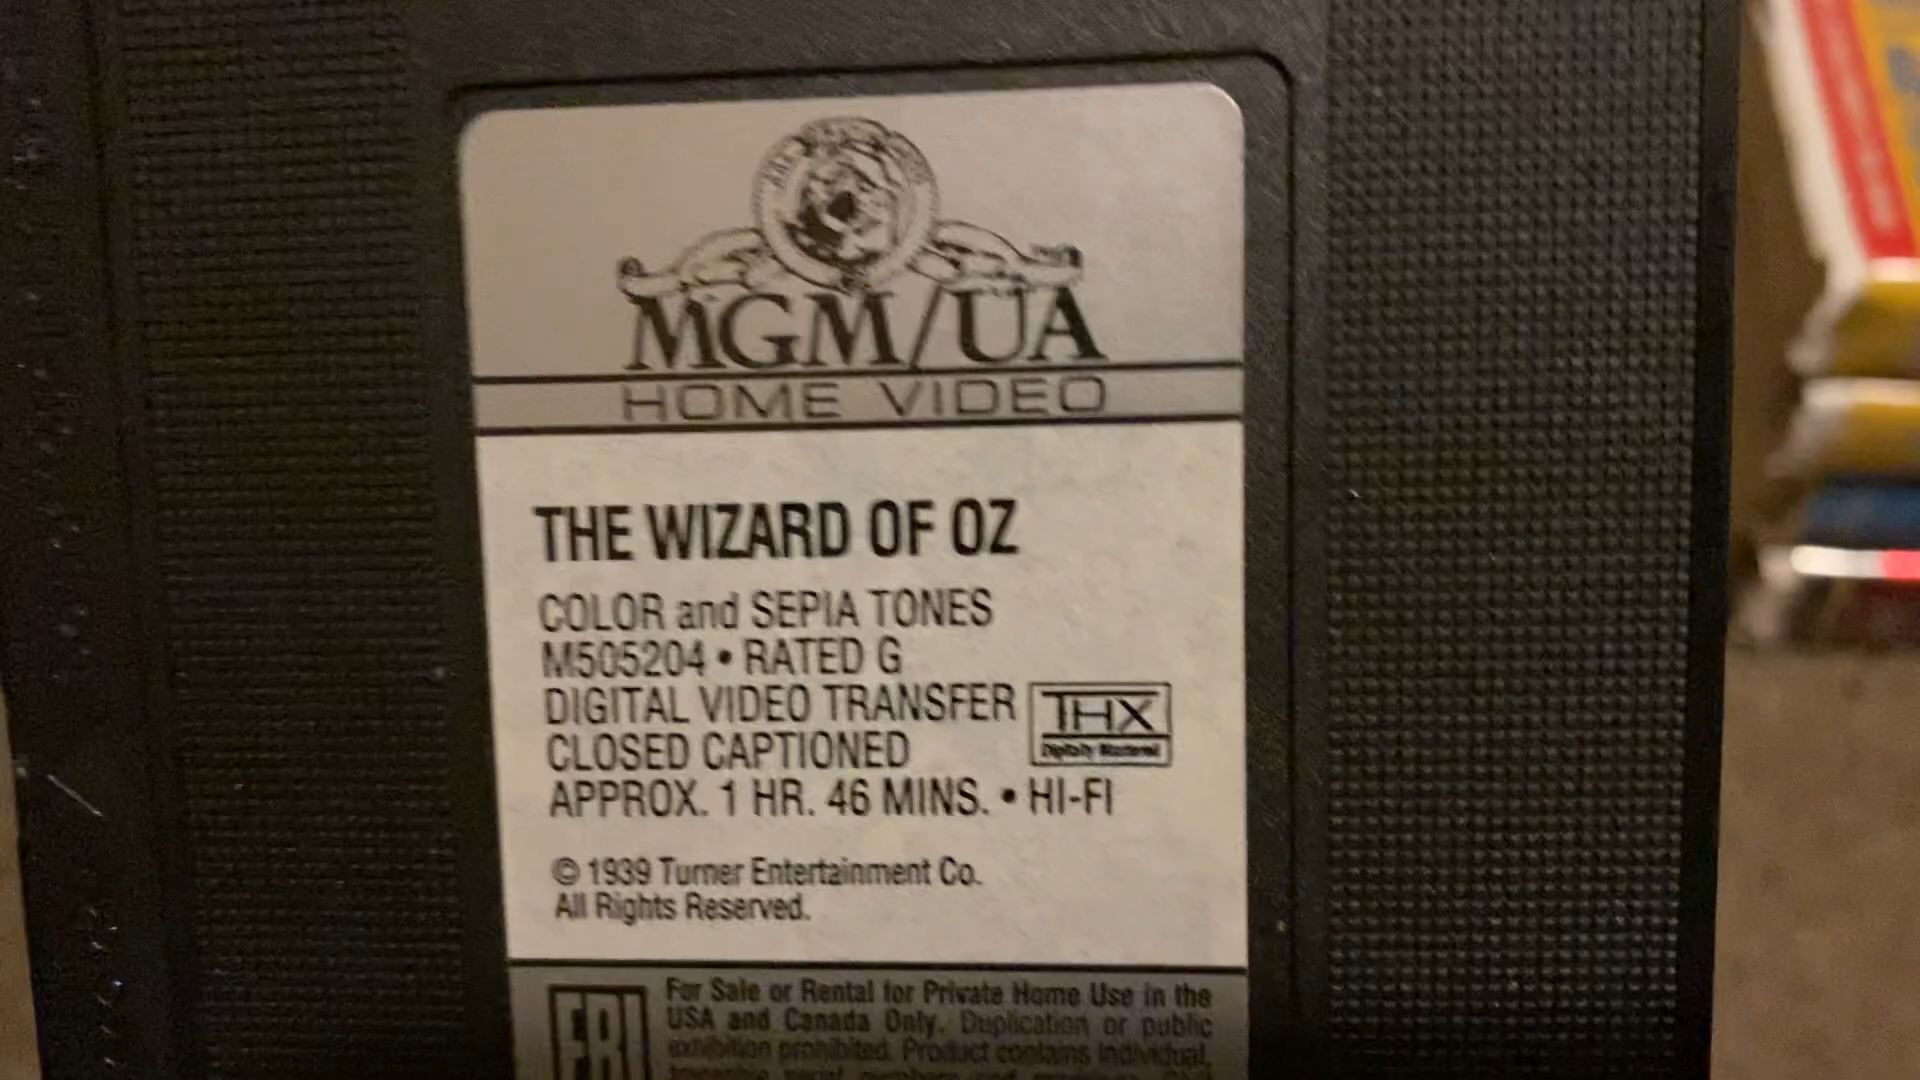 MGM/UA
HOME VIDEO
THE WIZARD OF OZ
COLOR and SEPIA TONES
M505204 • RATED G
DIGITAL VIDEO TRANSFER
THX
Digitally Mastered
CLOSED CAPTIONED
APPROX. 1 HR. 46 MINS. • HI-FI
© 1939 Turner Entertainment Co.
All Rights Reserved.
FBI
For Sale or Rental for Private Home Use in the
USA and Canada Only. Duplication or public
exhibition prohibited. Product contains individual,